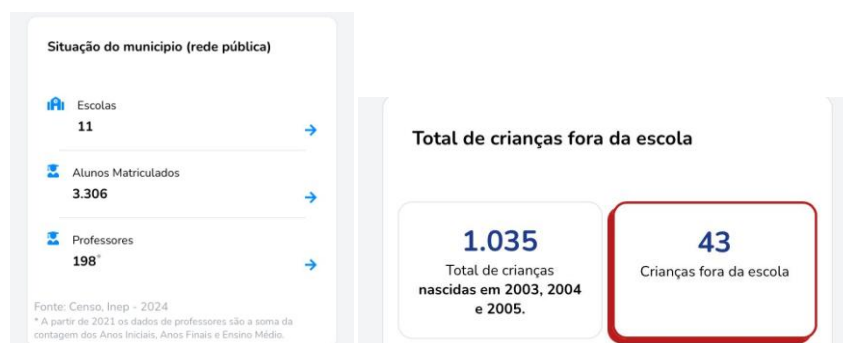 Situação do municipio (rede pública)
Escolas
11
Alunos Matriculados
3.306
Professores
198*
Fonte: Censo, Inep - 2024
* A partir de 2021 os dados de professores são a soma da
contagem dos Anos Iniciais, Anos Finais e Ensino Médio.
Total de crianças fora da escola
1.035
Total de crianças
nascidas em 2003, 2004
e 2005.
43
Crianças fora da escola